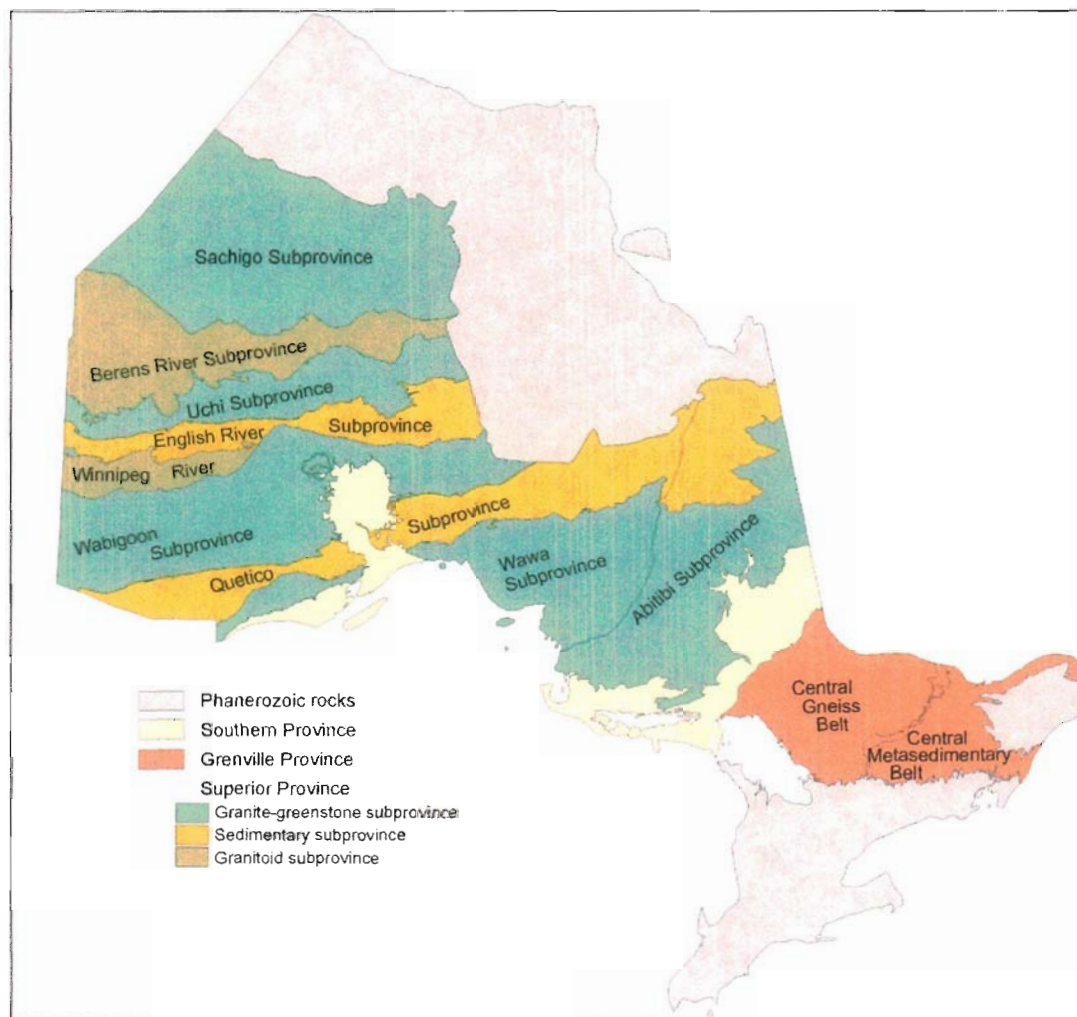 Sachigo Subprovince
Berens River Subprovince
Uchi Subprovince
English River Subprovince
Winnipeg River
Wabigoon
Subprovince
Quetico Subprovince
Wawa
Subprovince
Abitibi Subprovince
Central
Gneiss
Belt
Central
Metasedimentary
Belt
Phanerozoic rocks
Southern Province
Grenville Province
Superior Province
Granite-greenstone subprovince
Sedimentary subprovince
Granitoid subprovince